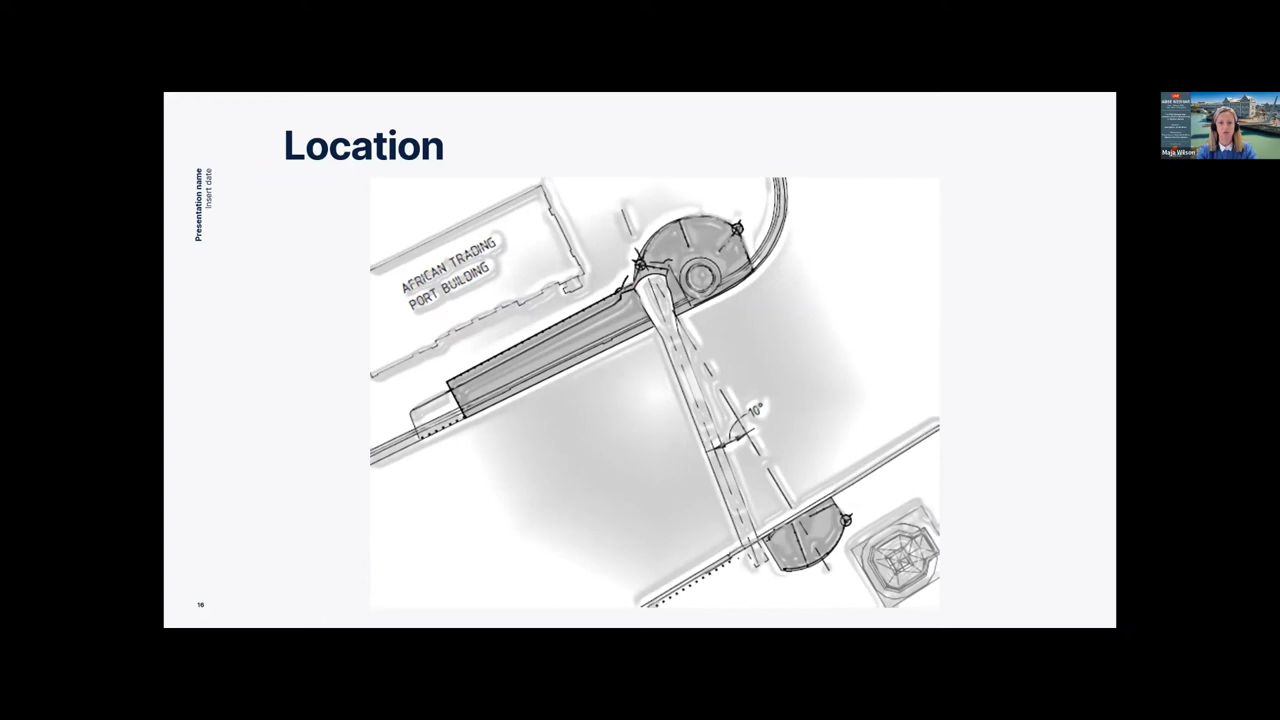 Location
Presentation name
Insert date
AFRICAN TRADING
PORT BUILDING
10°
16
Maja Wilson